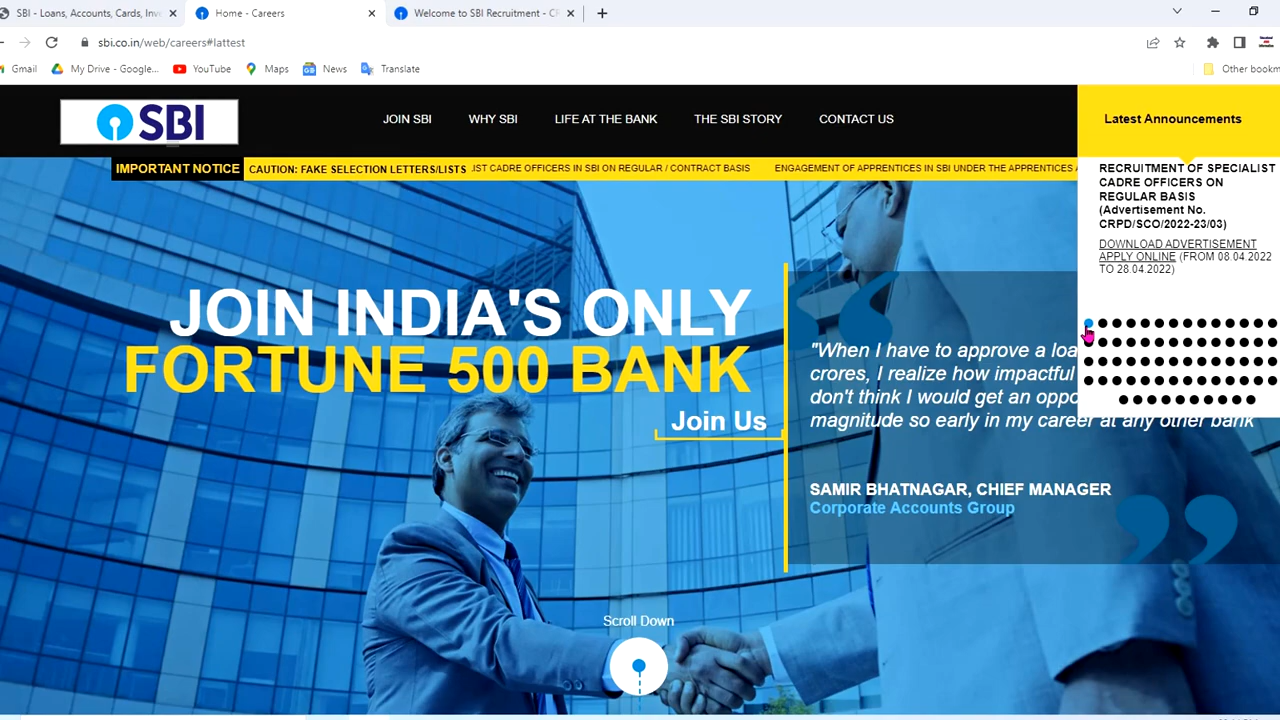 SBI - Loans, Accounts, Cards, Inve
Home - Careers
Welcome to SBI Recruitment - CR
sbi.co.in/web/careers#lattest
Gmail
My Drive - Google...
YouTube
Maps
News
Translate
Other bookm
SBI
JOIN SBI
WHY SBI
LIFE AT THE BANK
THE SBI STORY
CONTACT US
Latest Announcements
IMPORTANT NOTICE
CAUTION: FAKE SELECTION LETTERS/LISTS
IST CADRE OFFICERS IN SBI ON REGULAR / CONTRACT BASIS
ENGAGEMENT OF APPRENTICES IN SBI UNDER THE APPRENTICES A
RECRUITMENT OF SPECIALIST
CADRE OFFICERS ON
REGULAR BASIS
(Advertisement No.
CRPD/SCO/2022-23/03)
DOWNLOAD ADVERTISEMENT
APPLY ONLINE (FROM 08.04.2022
TO 28.04.2022)
JOIN INDIA'S ONLY
FORTUNE 500 BANK
Join Us
"When I have to approve a loa
crores, I realize how impactful
don't think I would get an oppo
magnitude so early in my career at any other bank
SAMIR BHATNAGAR, CHIEF MANAGER
Corporate Accounts Group
Scroll Down